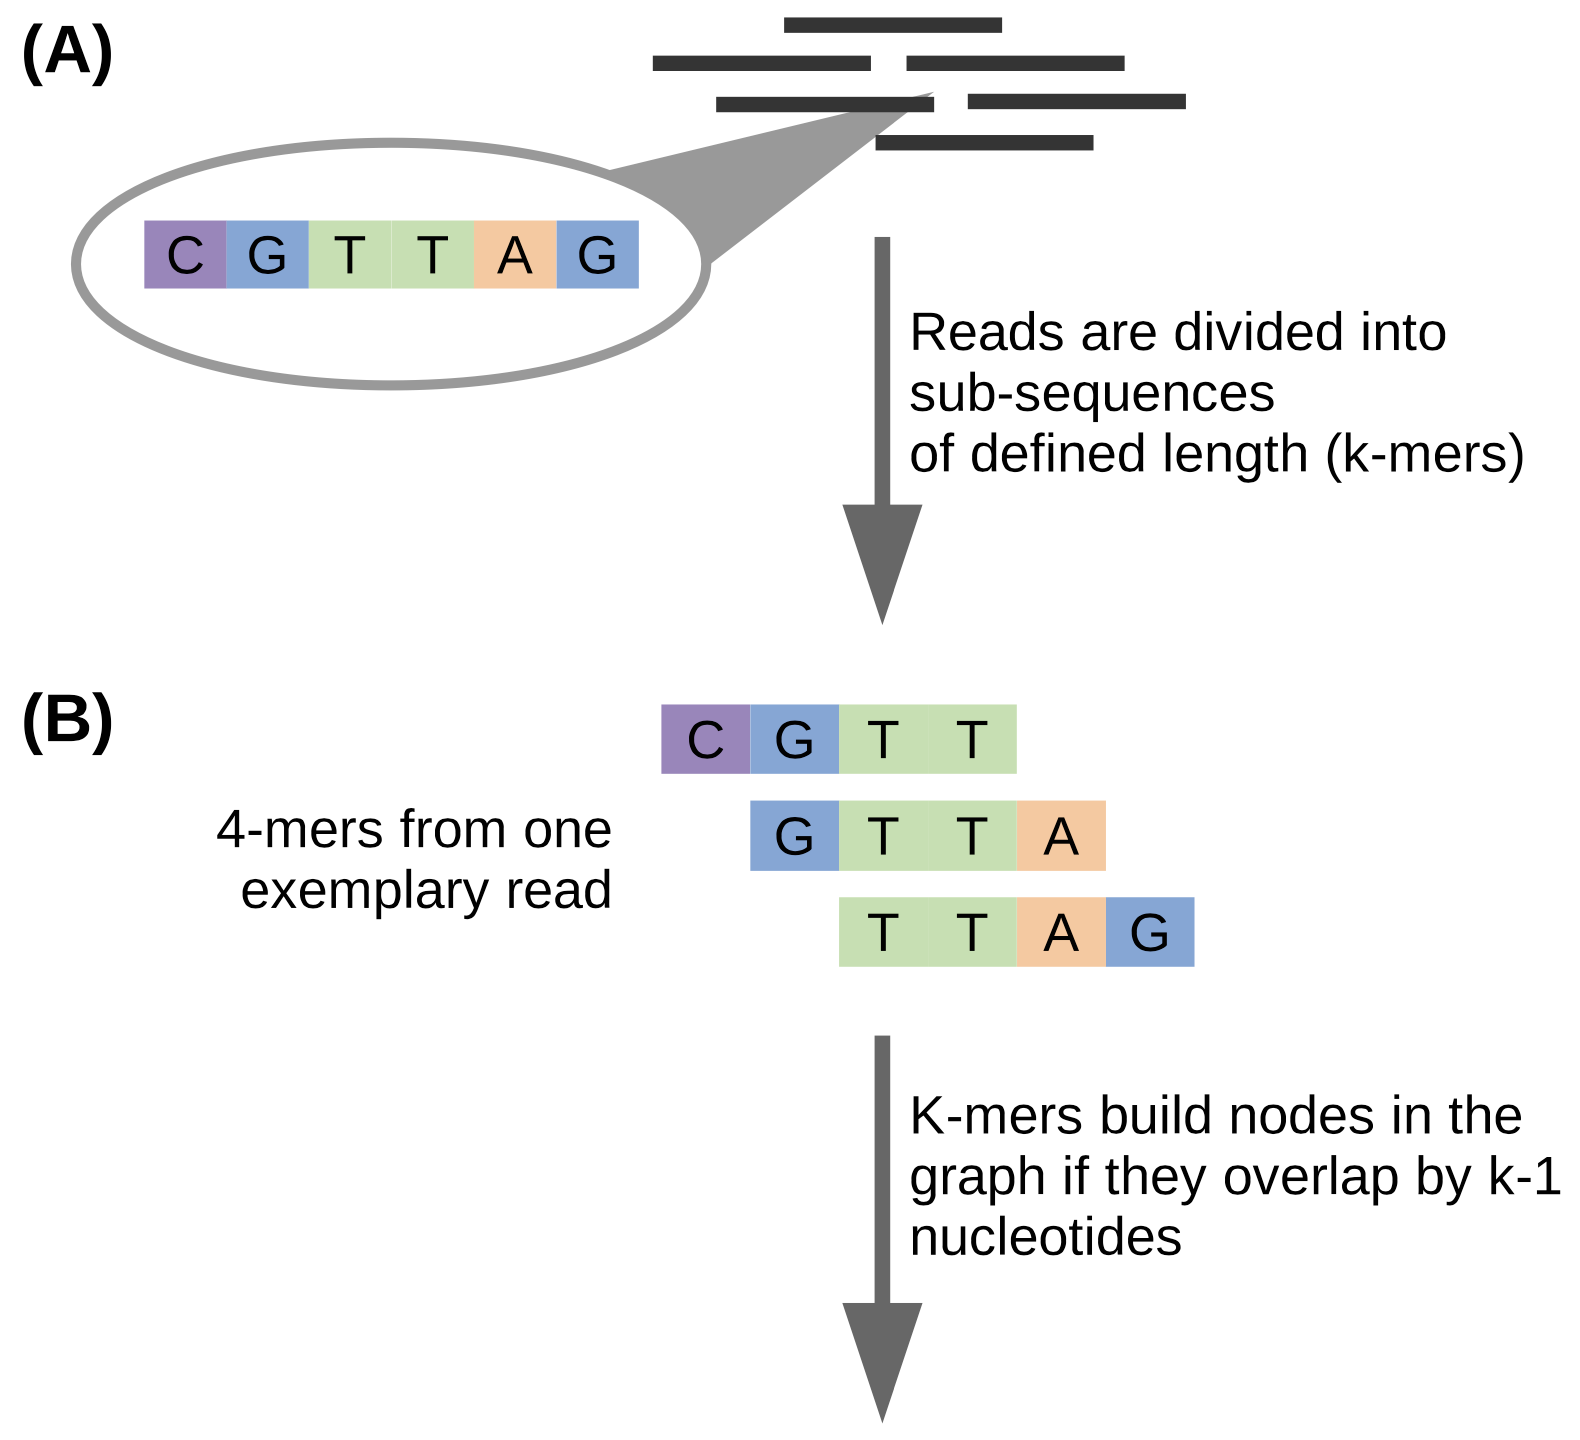 (A)
C G T T A G
Reads are divided into
sub-sequences
of defined length (k-mers)
(B)
C G T T
4-mers from one
exemplary read
G T T A
T T A G
K-mers build nodes in the
graph if they overlap by k-1
nucleotides